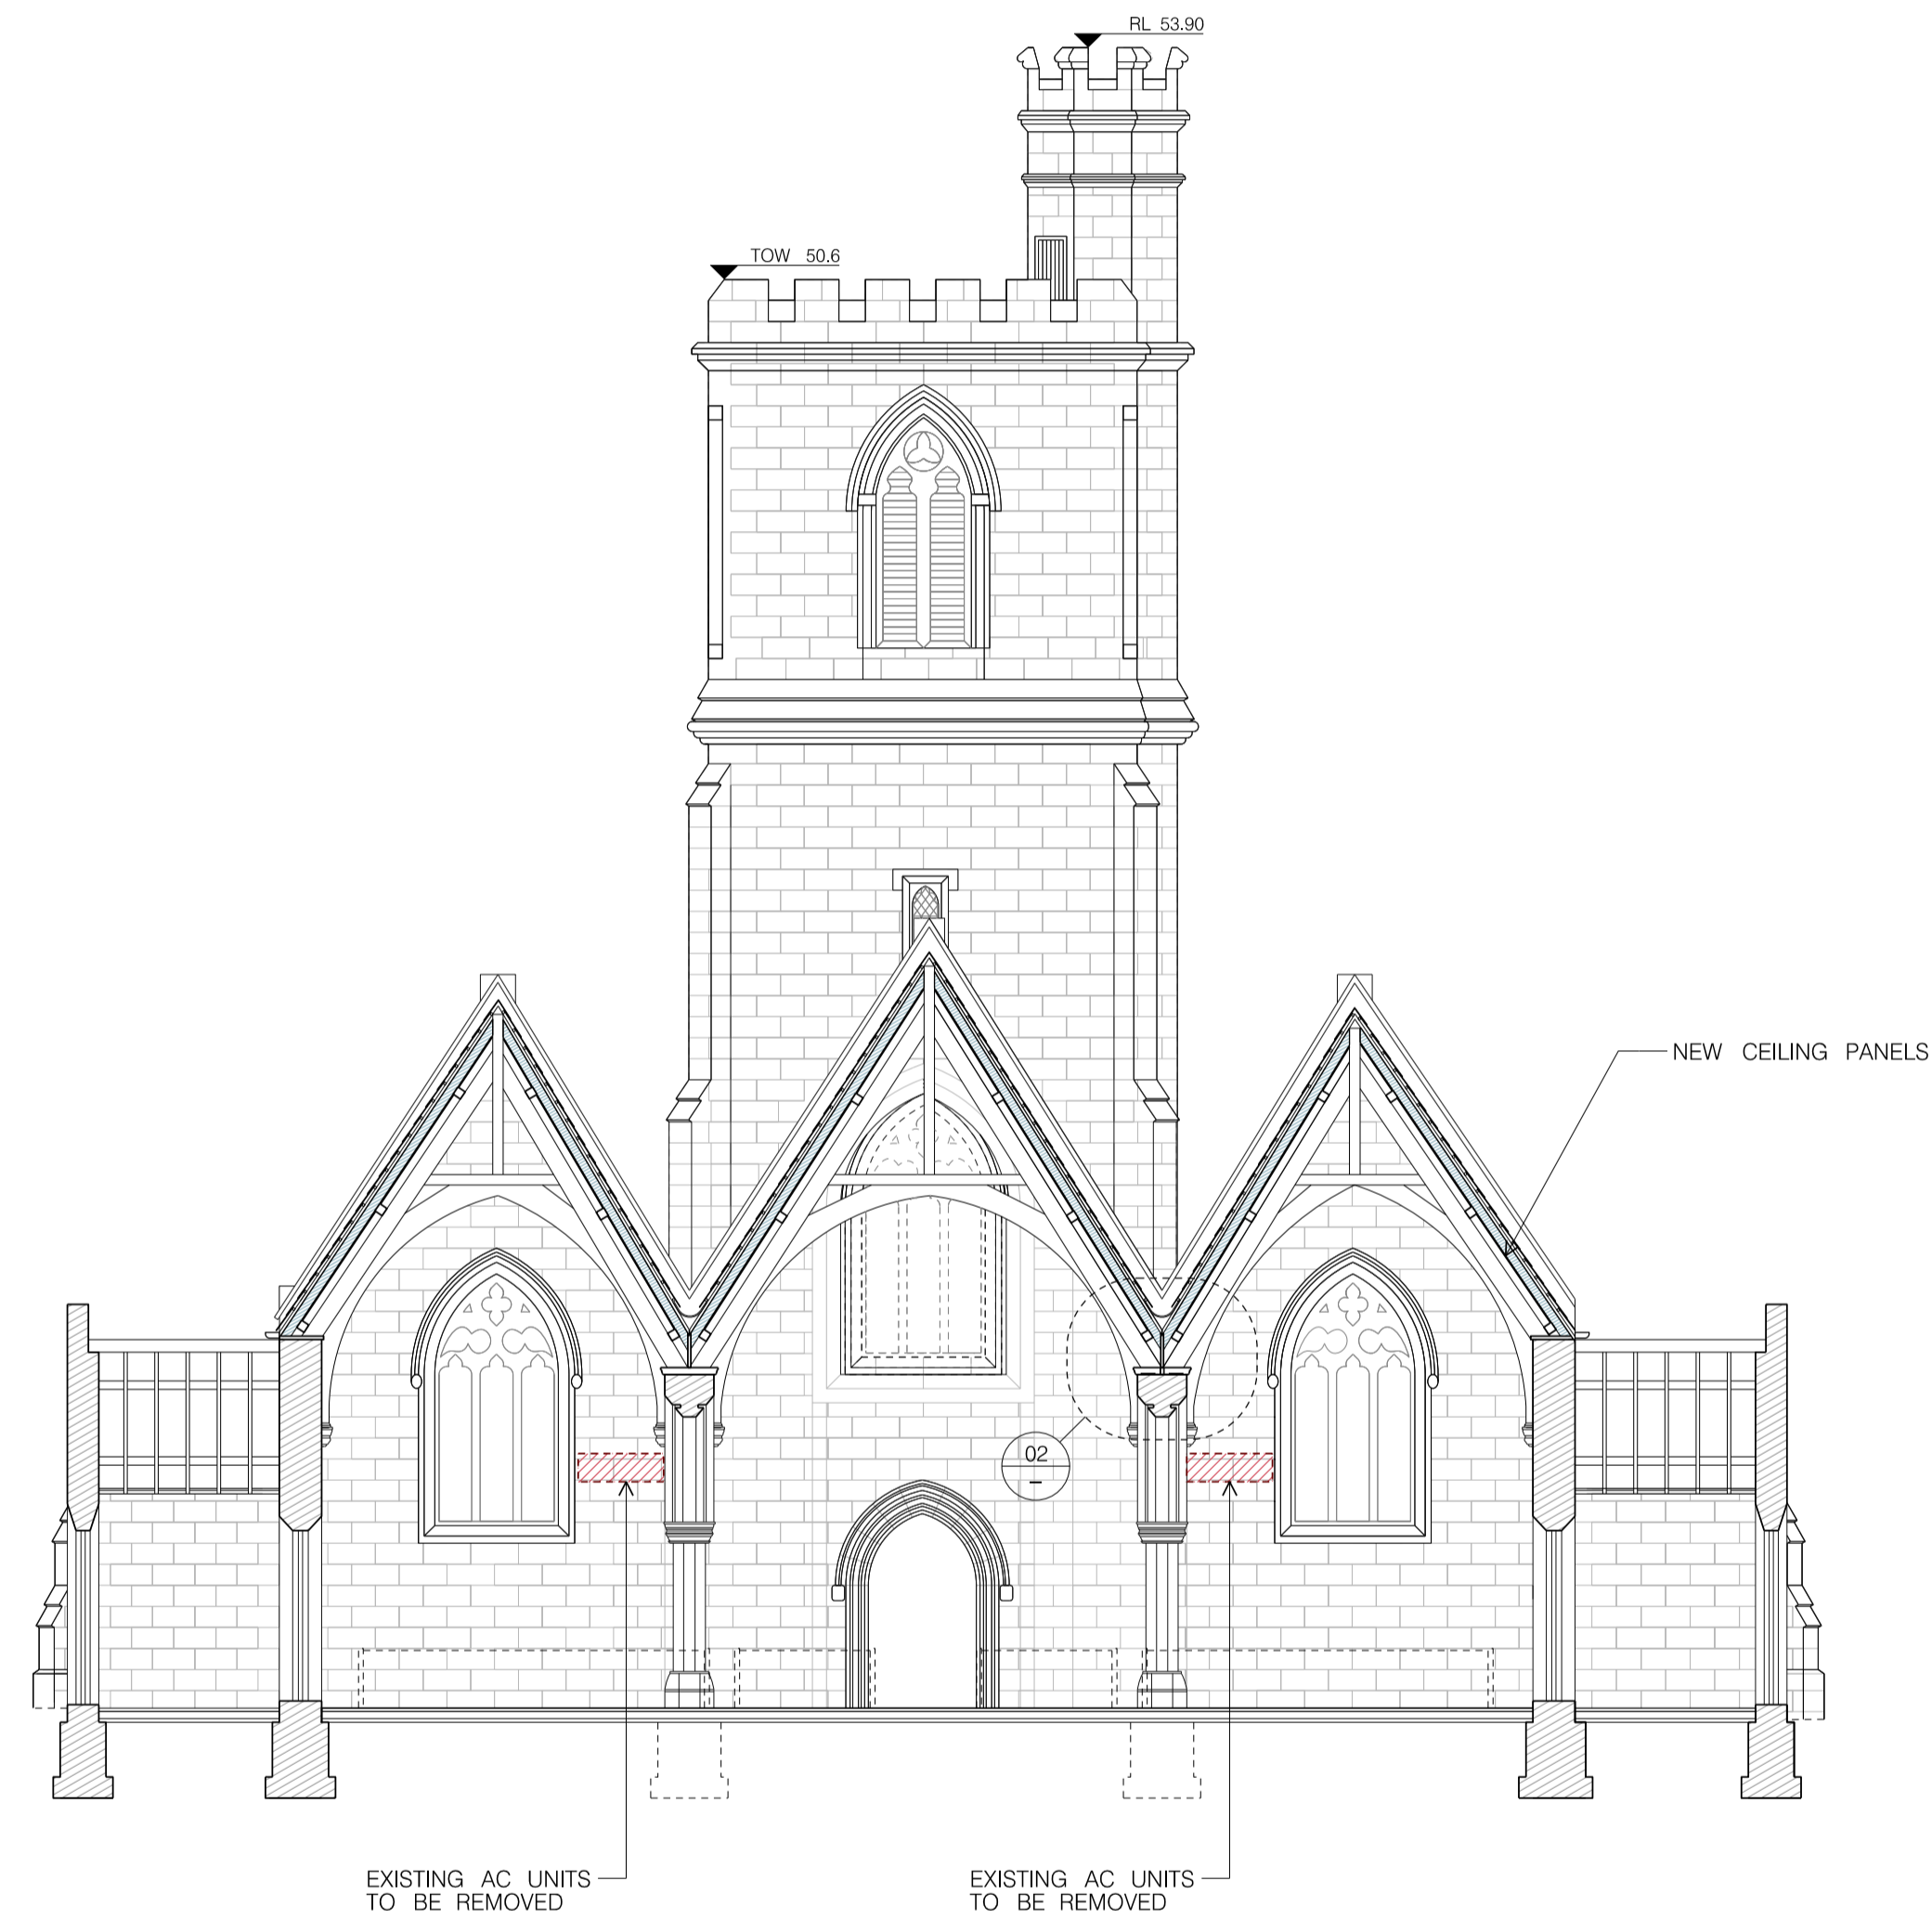 RL 53.90
TOW 50.6
NEW CEILING PANELS
02
–
EXISTING AC UNITS
TO BE REMOVED
EXISTING AC UNITS
TO BE REMOVED